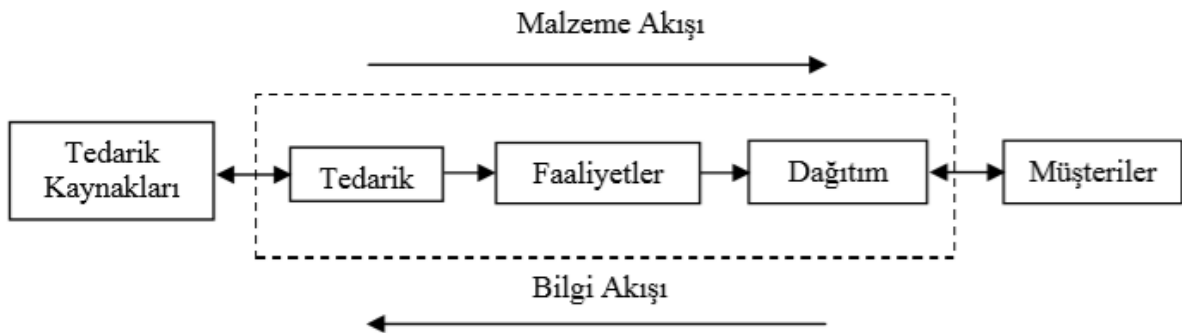 Malzeme Akışı
Tedarik
Kaynakları
Tedarik
Faaliyetler
Dağıtım
Müşteriler
Bilgi Akışı